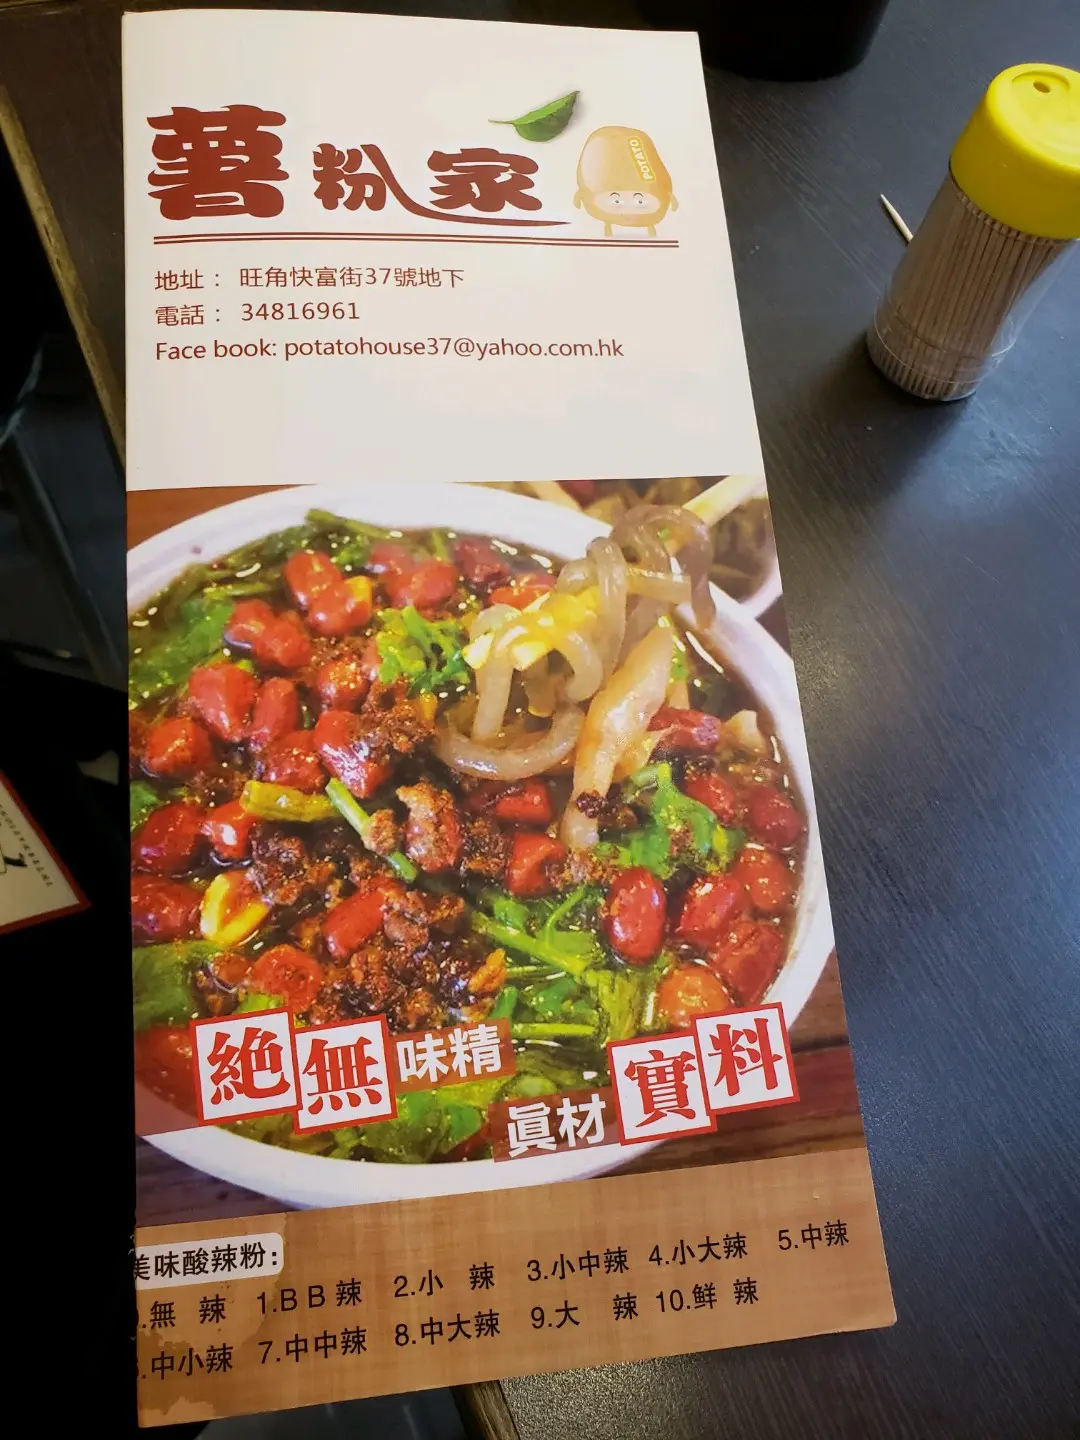 薯粉家
POTATO
地址： 旺角快富街37號地下
電話： 34816961
Face book: potatohouse37@yahoo.com.hk
絕無味精
眞材實料
美味酸辣粉:
.無 辣 1.B B 辣 2.小 辣 3.小中辣 4.小大辣 5.中辣
.中小辣 7.中中辣 8.中大辣 9.大 辣 10.鮮 辣